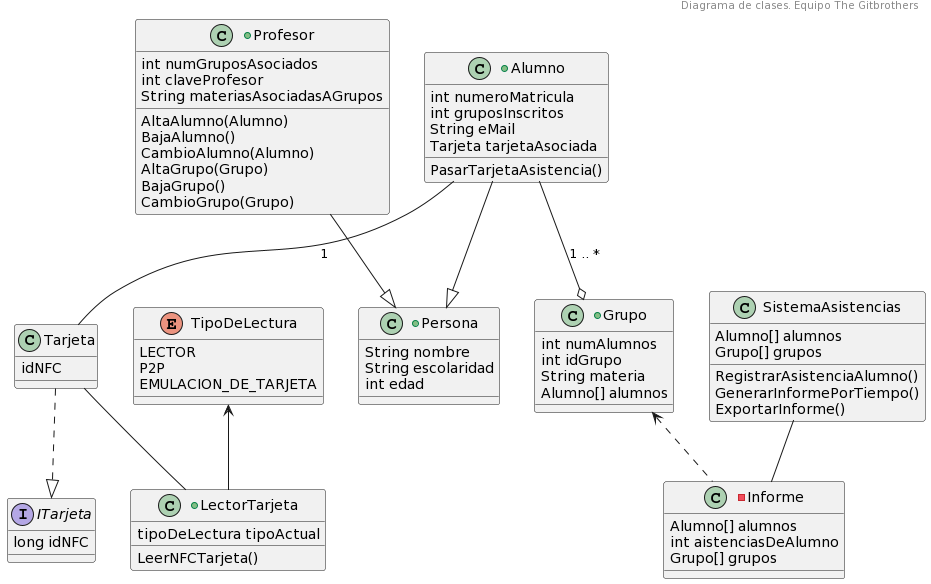 Diagrama de clases. Equipo The Gitbrothers
C Profesor
int numGruposAsociados
int claveProfesor
String materiasAsociadasAGrupos
AltaAlumno(Alumno)
BajaAlumno()
CambioAlumno(Alumno)
AltaGrupo(Grupo)
BajaGrupo()
CambioGrupo(Grupo)
C Alumno
int numeroMatricula
int gruposInscritos
String eMail
Tarjeta tarjetaAsociada
PasarTarjetaAsistencia()
1
1 .. *
C Tarjeta
idNFC
E TipoDeLectura
LECTOR
P2P
EMULACION_DE_TARJETA
C Persona
String nombre
String escolaridad
int edad
C Grupo
int numAlumnos
int idGrupo
String materia
Alumno[] alumnos
C SistemaAsistencias
Alumno[] alumnos
Grupo[] grupos
RegistrarAsistenciaAlumno()
GenerarInformePorTiempo()
ExportarInforme()
I ITarjeta
long idNFC
C LectorTarjeta
tipoDeLectura tipoActual
LeerNFCTarjeta()
C Informe
Alumno[] alumnos
int aistenciasDeAlumno
Grupo[] grupos